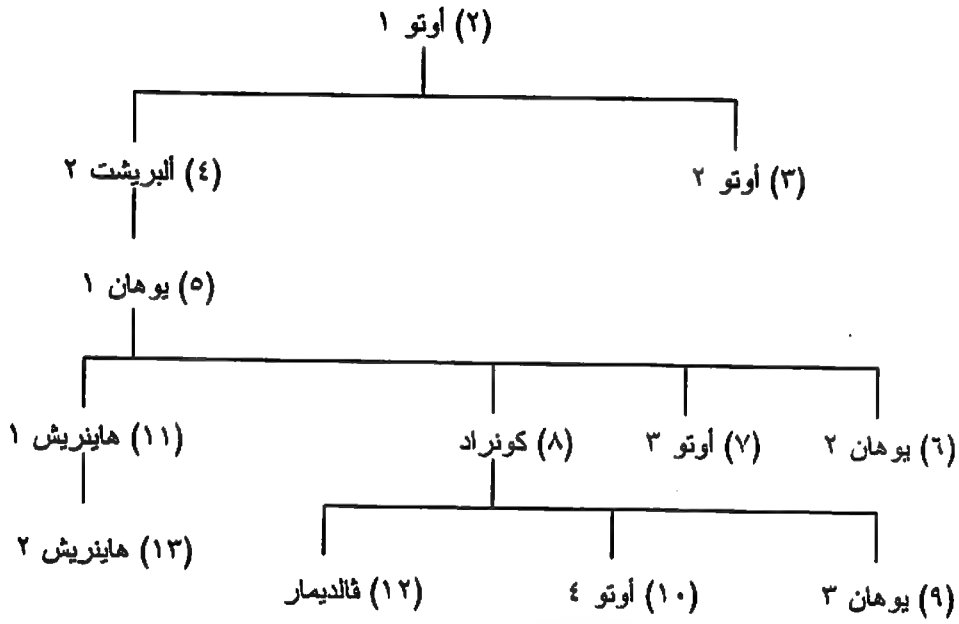 (٢) أوتو ١
(٣) أوتو ٢
(٤) ألبريشت ٢
(٥) يوهان ١
(٦) يوهان ٢
(٧) أوتو ٣
(٨) كونراد
(١١) هاينريش ١
(٩) يوهان ٣
(١٠) أوتو ٤
(١٢) ڤالديمار
(١٣) هاينريش ٢